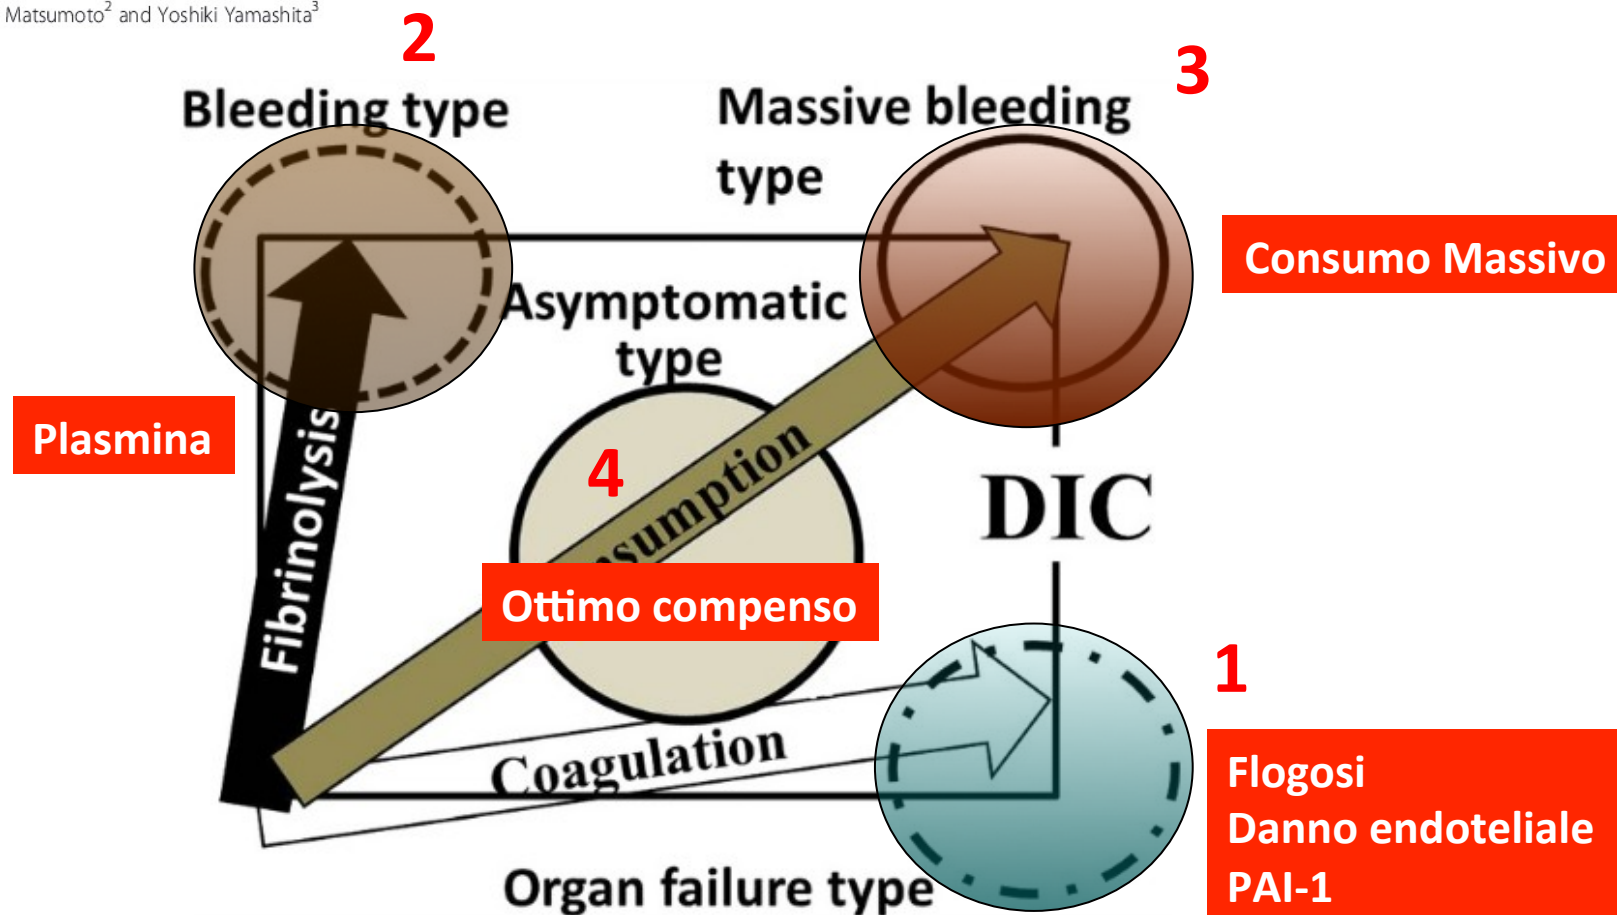 Matsumoto² and Yoshiki Yamashita³
2
3
Bleeding type
Massive bleeding
type
Consumo Massivo
Asymptomatic
type
Plasmina
4
sumption
Fibrinolysis
DIC
Ottimo compenso
1
Coagulation
Flogosi
Danno endoteliale
PAI-1
Organ failure type